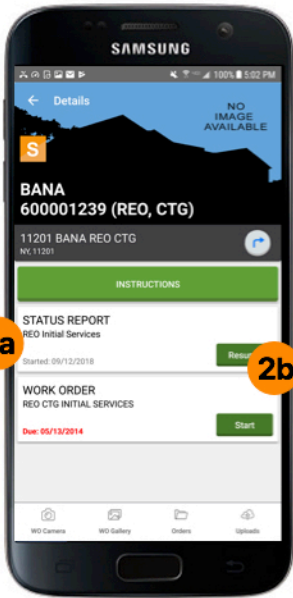 SAMSUNG
100% 5:02 PM
Details
NO
IMAGE
AVAILABLE
S
BANA
600001239 (REO, CTG)
11201 BANA REO CTG
NY, 11201
INSTRUCTIONS
STATUS REPORT
REO Initial Services
a
Started: 09/12/2018
Resu
2b
WORK ORDER
REO CTG INITIAL SERVICES
Due: 05/13/2014
Start
WO Camera WO Gallery Orders Uploads